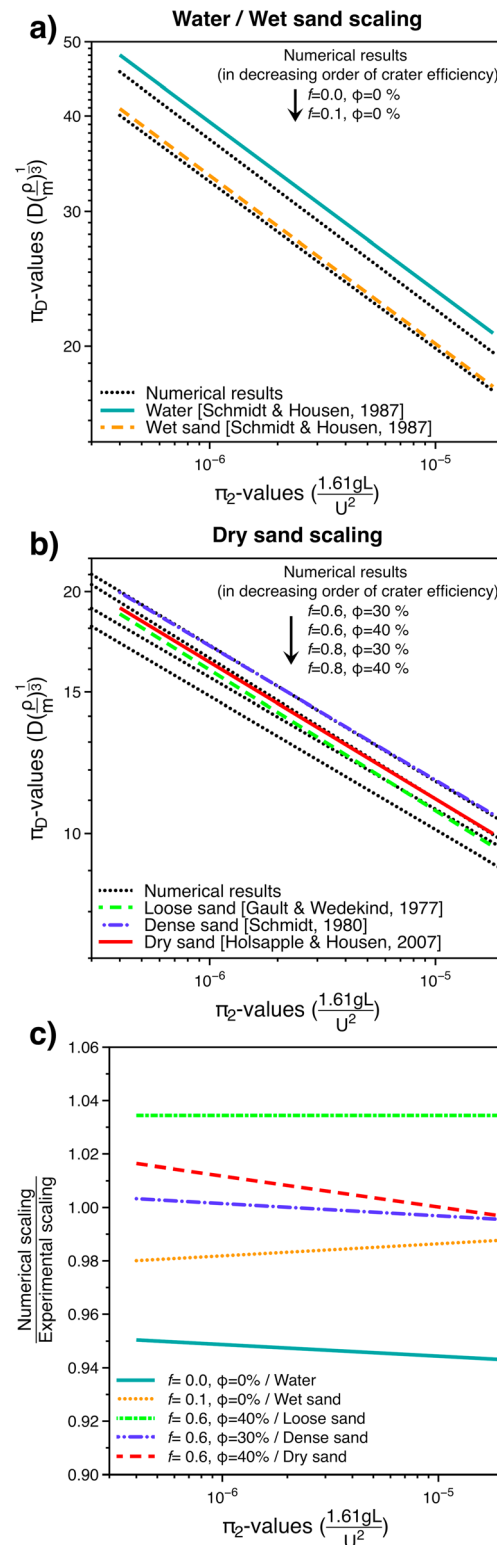 a)
Water / Wet sand scaling
50
40
30
20
Numerical results
(in decreasing order of crater efficiency)
f=0.0, ϕ=0 %
f=0.1, ϕ=0 %
πD-values (D(ρ/m)^1/3)
Numerical results
Water [Schmidt & Housen, 1987]
Wet sand [Schmidt & Housen, 1987]
10⁻⁶
10⁻⁵
π₂-values (1.61gL/U²)
b)
Dry sand scaling
20
15
10
Numerical results
(in decreasing order of crater efficiency)
f=0.6, ϕ=30 %
f=0.6, ϕ=40 %
f=0.8, ϕ=30 %
f=0.8, ϕ=40 %
πD-values (D(ρ/m)^1/3)
Numerical results
Loose sand [Gault & Wedekind, 1977]
Dense sand [Schmidt, 1980]
Dry sand [Holsapple & Housen, 2007]
10⁻⁶
10⁻⁵
π₂-values (1.61gL/U²)
c)
1.06
1.04
1.02
1.00
0.98
0.96
0.94
0.92
0.90
Numerical scaling
Experimental scaling
f= 0.0, ϕ=0% / Water
f= 0.1, ϕ=0% / Wet sand
f= 0.6, ϕ=40% / Loose sand
f= 0.6, ϕ=30% / Dense sand
f= 0.6, ϕ=40% / Dry sand
10⁻⁶
10⁻⁵
π₂-values (1.61gL/U²)